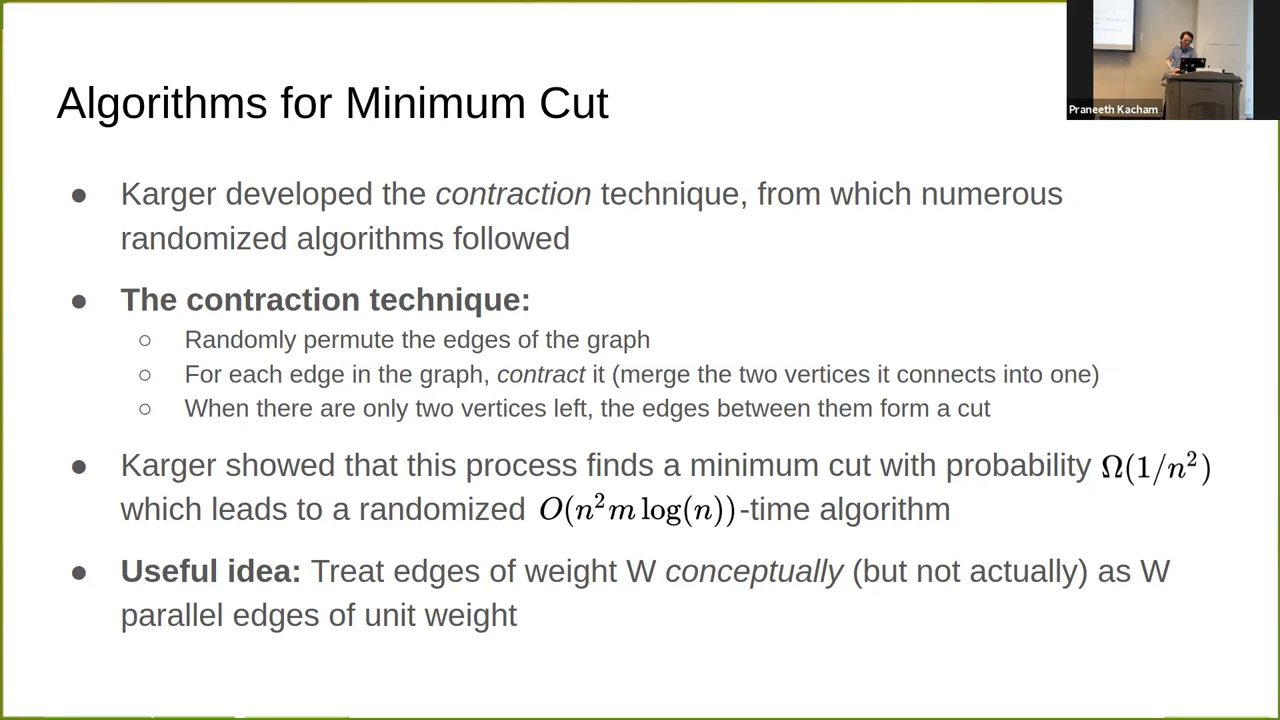 Algorithms for Minimum Cut
Praneeth Kacham
● Karger developed the contraction technique, from which numerous
randomized algorithms followed
● The contraction technique:
○ Randomly permute the edges of the graph
○ For each edge in the graph, contract it (merge the two vertices it connects into one)
○ When there are only two vertices left, the edges between them form a cut
● Karger showed that this process finds a minimum cut with probability Ω(1/n²)
which leads to a randomized O(n²m log(n))-time algorithm
● Useful idea: Treat edges of weight W conceptually (but not actually) as W
parallel edges of unit weight